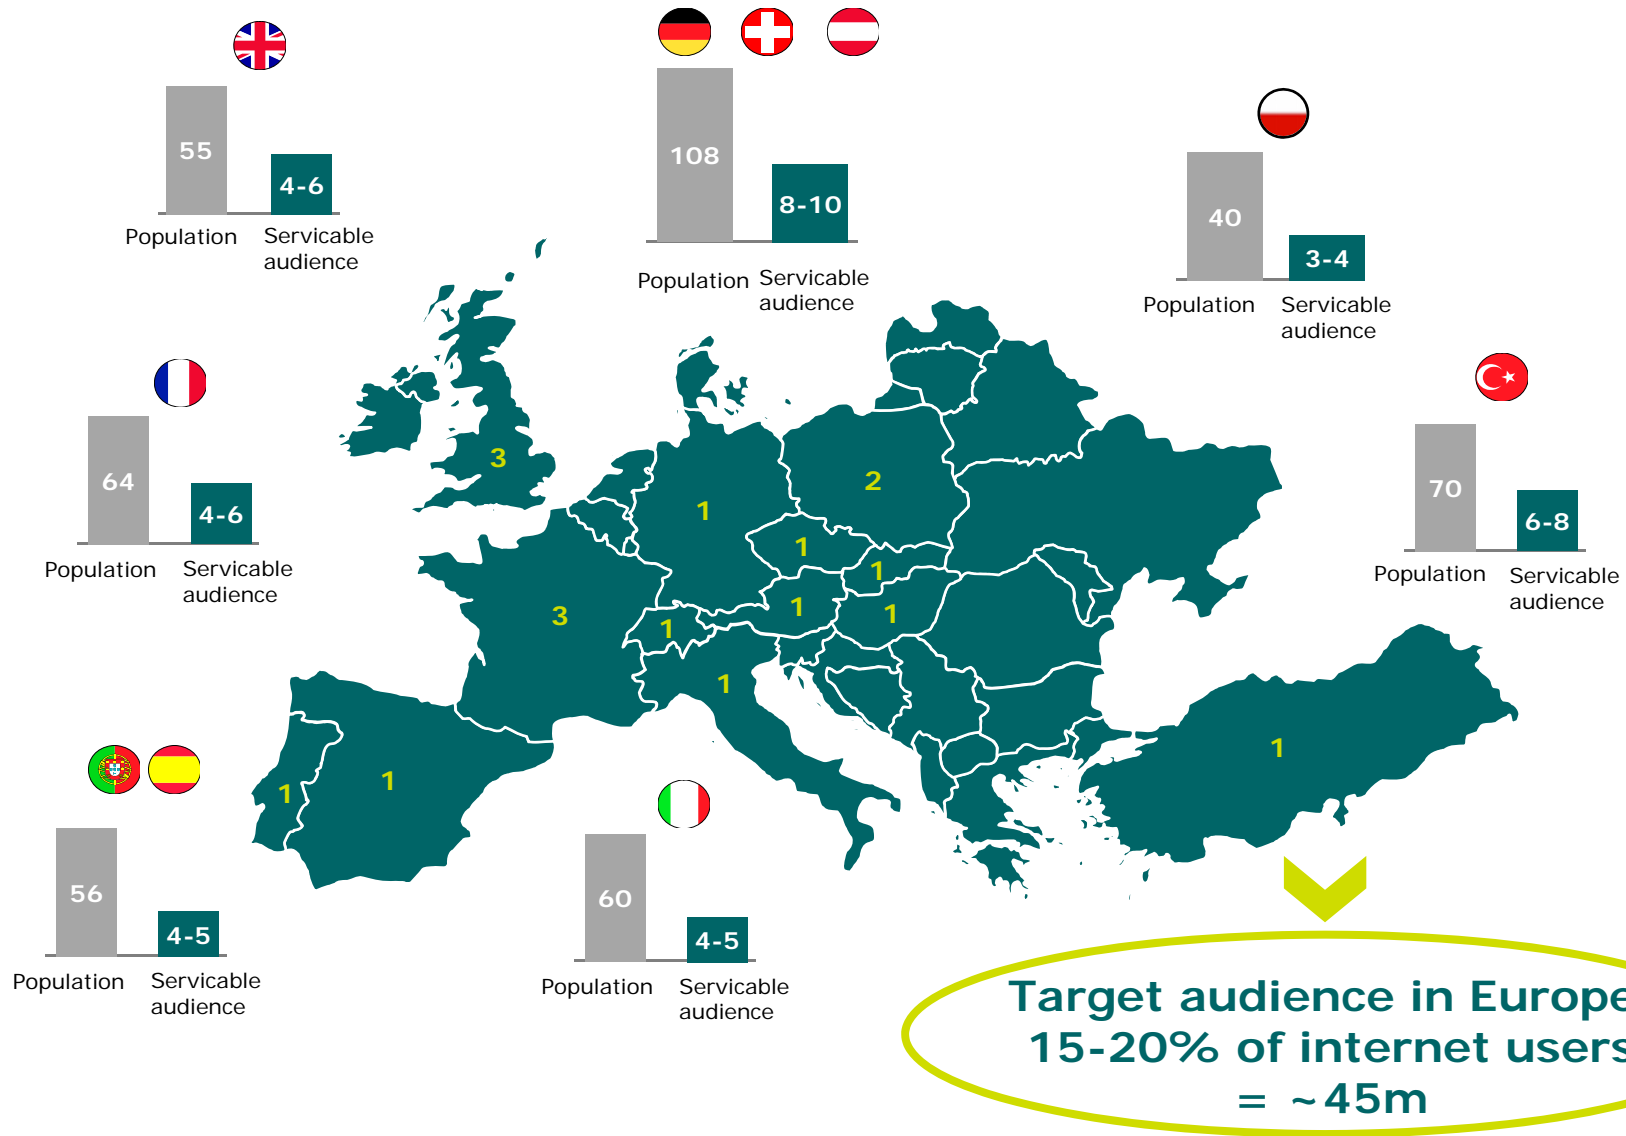 55
4-6
Population
Servicable
audience
108
8-10
Population
Servicable
audience
40
3-4
Population
Servicable
audience
64
4-6
Population
Servicable
audience
70
6-8
Population
Servicable
audience
3
2
1
1
1
1
1
3
1
1
1
1
1
56
4-5
Population
Servicable
audience
60
4-5
Population
Servicable
audience
Target audience in Europe
15-20% of internet users
= ~45m